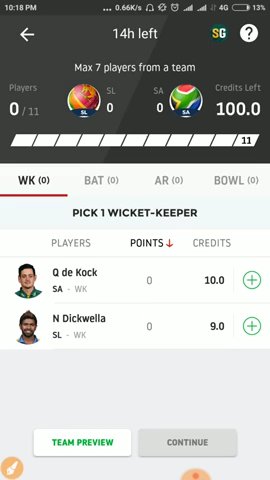 10:18 PM ... 0.66K/s 4G 13%
14h left SG ?
Max 7 players from a team
Players SL SA Credits Left
0 / 11 0 0 100.0
11
WK (0) BAT (0) AR (0) BOWL (0)
PICK 1 WICKET-KEEPER
PLAYERS POINTS CREDITS
Q de Kock
SA - WK 0 10.0
N Dickwella
SL - WK 0 9.0
TEAM PREVIEW CONTINUE